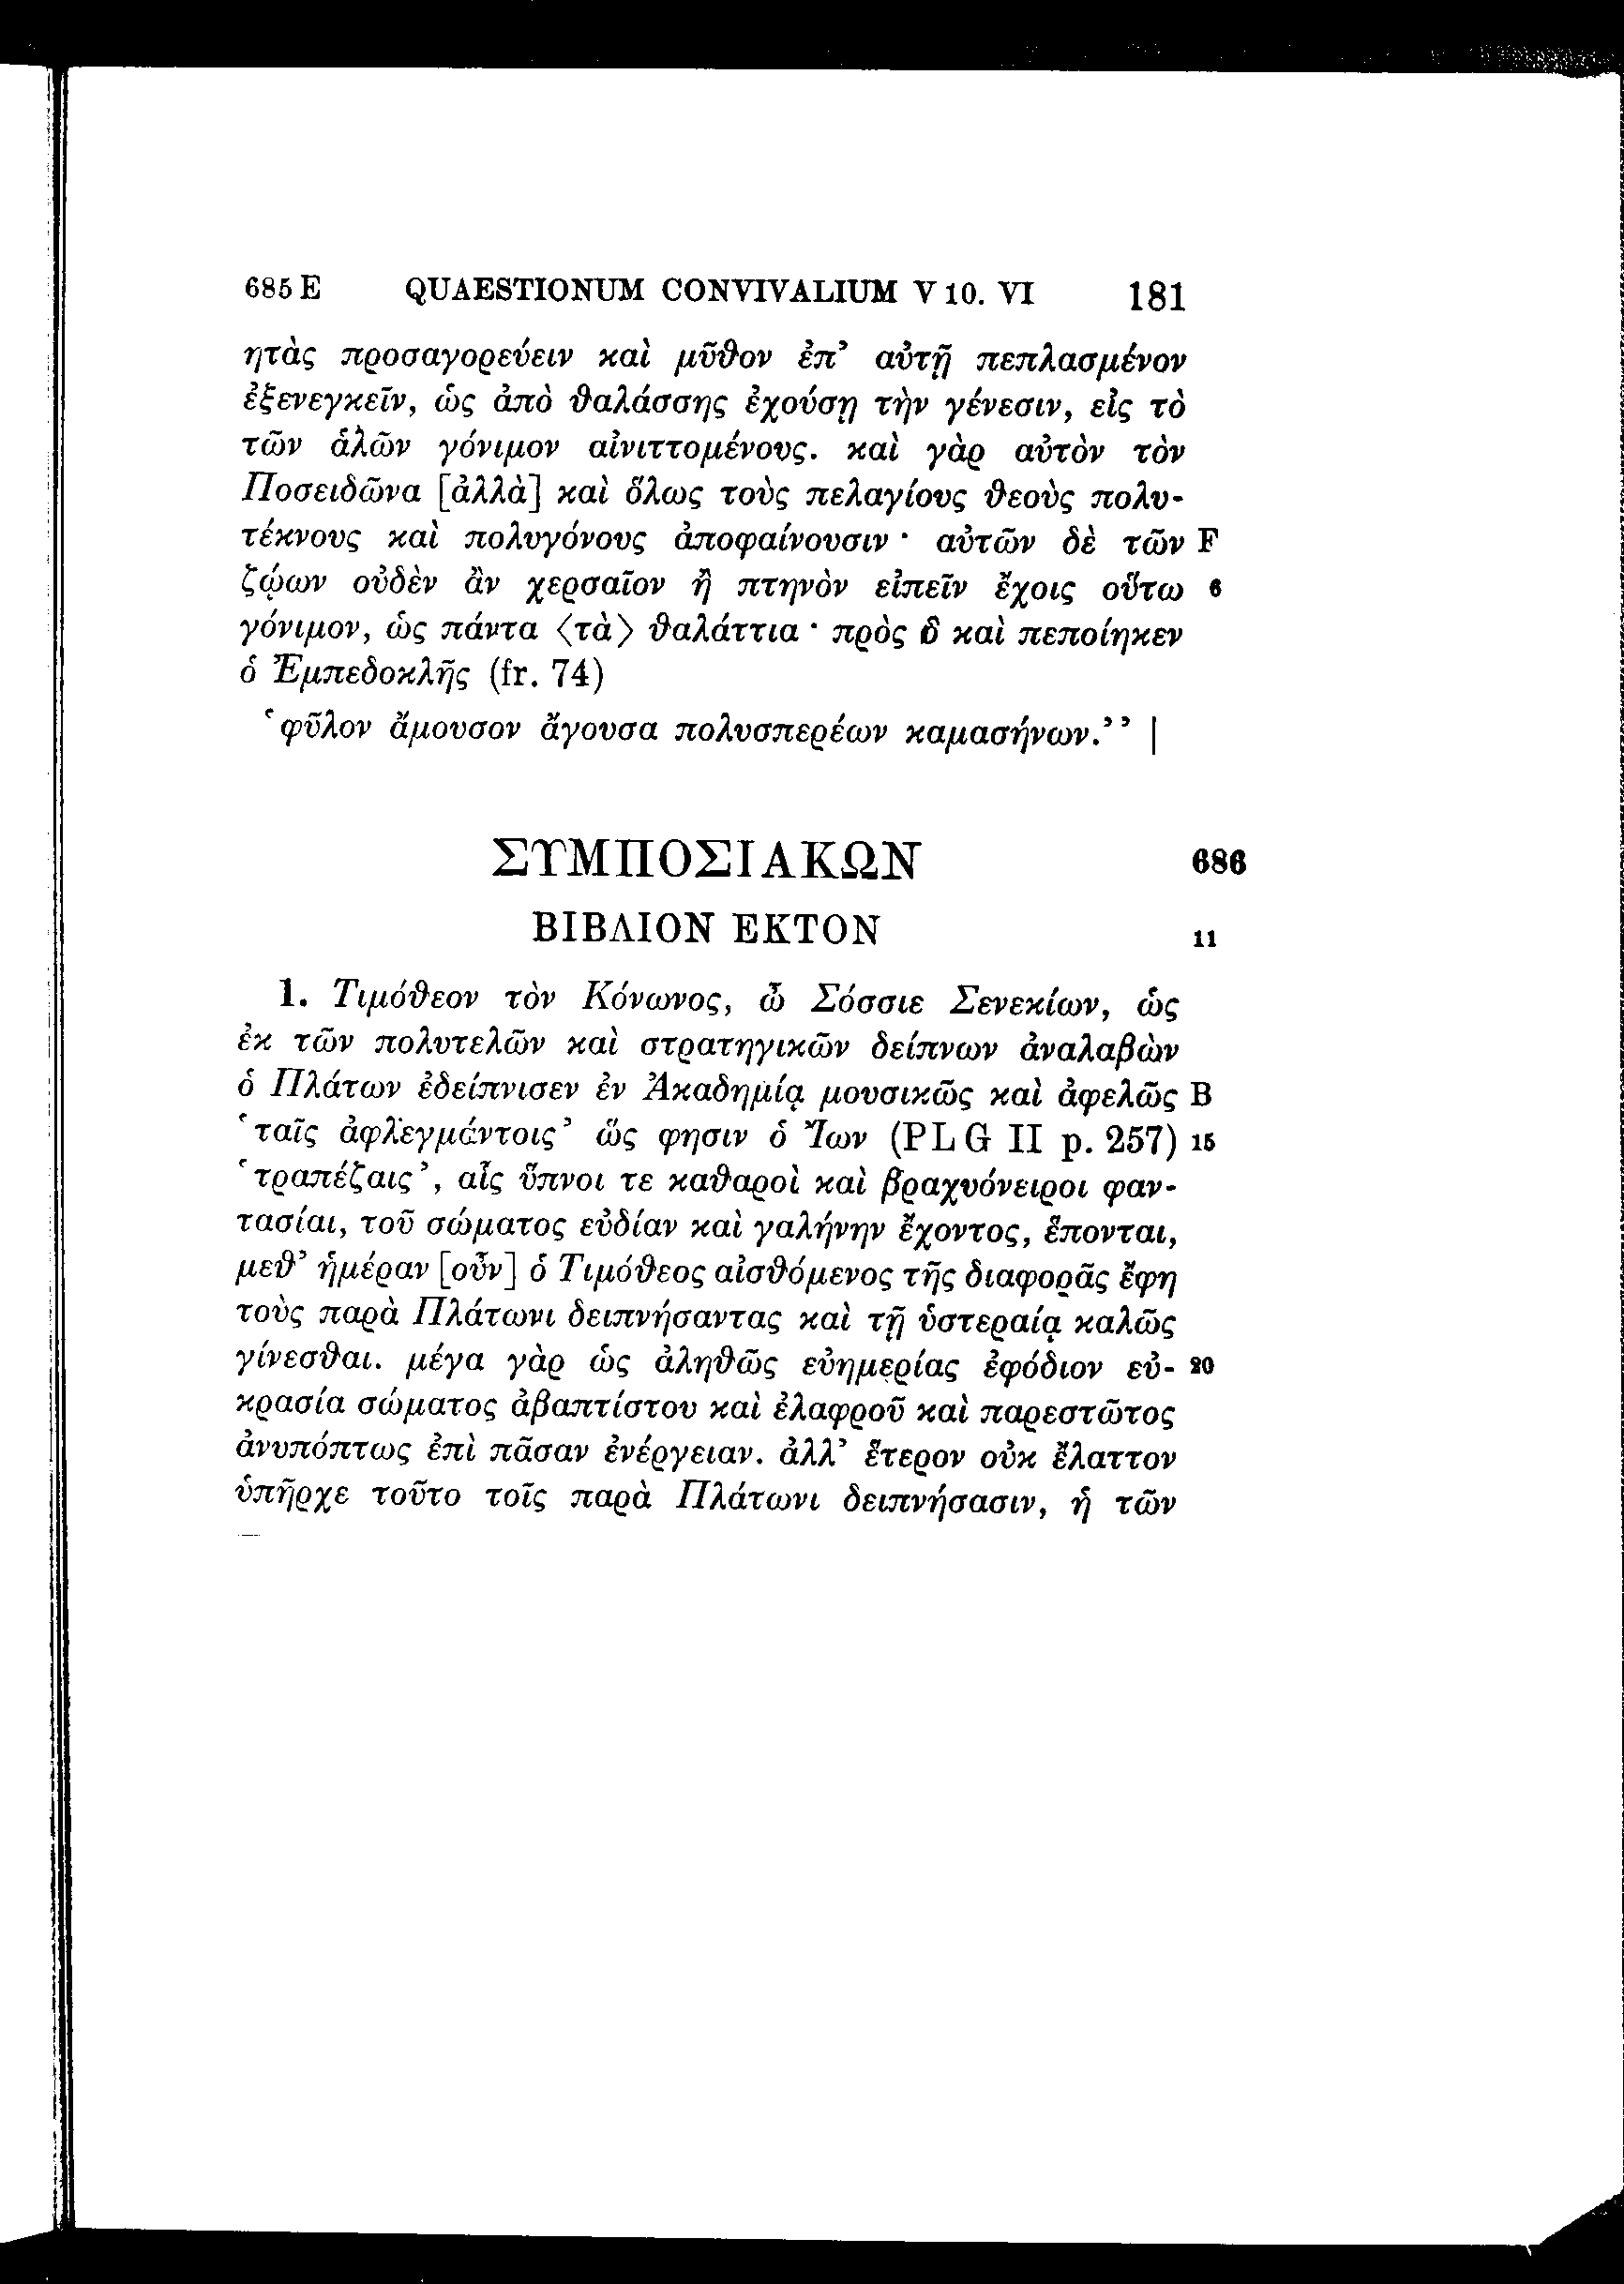 685 E QUAESTIONUM CONVIVALIUM V 10. VI 181
ητὰς προσαγορεύειν καὶ μῦθον ἐπ’ αὐτῇ πεπλασμένον
ἐξενεγκεῖν, ὡς ἀπὸ θαλάσσης ἐχούσῃ τὴν γένεσιν, εἰς τὸ
τῶν ἁλῶν γόνιμον αἰνιττομένους. καὶ γὰρ αὐτὸν τὸν
Ποσειδῶνα [ἀλλὰ] καὶ ὅλως τοὺς πελαγίους θεοὺς πολυ-
τέκνους καὶ πολυγόνους ἀποφαίνουσιν · αὐτῶν δὲ τῶν F
ζῴων οὐδὲν ἂν χερσαῖον ἢ πτηνὸν εἰπεῖν ἔχοις οὕτω 6
γόνιμον, ὡς πάντα 〈τὰ〉 θαλάττια · πρὸς ὃ καὶ πεποίηκεν
ὁ Ἐμπεδοκλῆς (fr. 74)
‘φῦλον ἄμουσον ἄγουσα πολυσπερέων καμασήνων.’’ |
ΣΥΜΠΟΣΙΑΚΩΝ 686
ΒΙΒΛΙΟΝ ΕΚΤΟΝ 11
1. Τιμόθεον τὸν Κόνωνος, ὦ Σόσσιε Σενεκίων, ὡς
ἐκ τῶν πολυτελῶν καὶ στρατηγικῶν δείπνων ἀναλαβὼν
ὁ Πλάτων ἐδείπνισεν ἐν Ἀκαδημίᾳ μουσικῶς καὶ ἀφελῶς B
‘ταῖς ἀφλεγμάντοις’ ὥς φησιν ὁ Ἴων (PLG II p. 257) 15
‘τραπέζαις’, αἷς ὕπνοι τε καθαροὶ καὶ βραχυόνειροι φαν-
τασίαι, τοῦ σώματος εὐδίαν καὶ γαλήνην ἔχοντος, ἕπονται,
μεθ’ ἡμέραν [οὖν] ὁ Τιμόθεος αἰσθόμενος τῆς διαφορᾶς ἔφη
τοὺς παρὰ Πλάτωνι δειπνήσαντας καὶ τῇ ὑστεραίᾳ καλῶς
γίνεσθαι. μέγα γὰρ ὡς ἀληθῶς εὐημερίας ἐφόδιον εὐ- 20
κρασία σώματος ἀβαπτίστου καὶ ἐλαφροῦ καὶ παρεστῶτος
ἀνυπόπτως ἐπὶ πᾶσαν ἐνέργειαν. ἀλλ’ ἕτερον οὐκ ἔλαττον
ὑπῆρχε τοῦτο τοῖς παρὰ Πλάτωνι δειπνήσασιν, ἡ τῶν